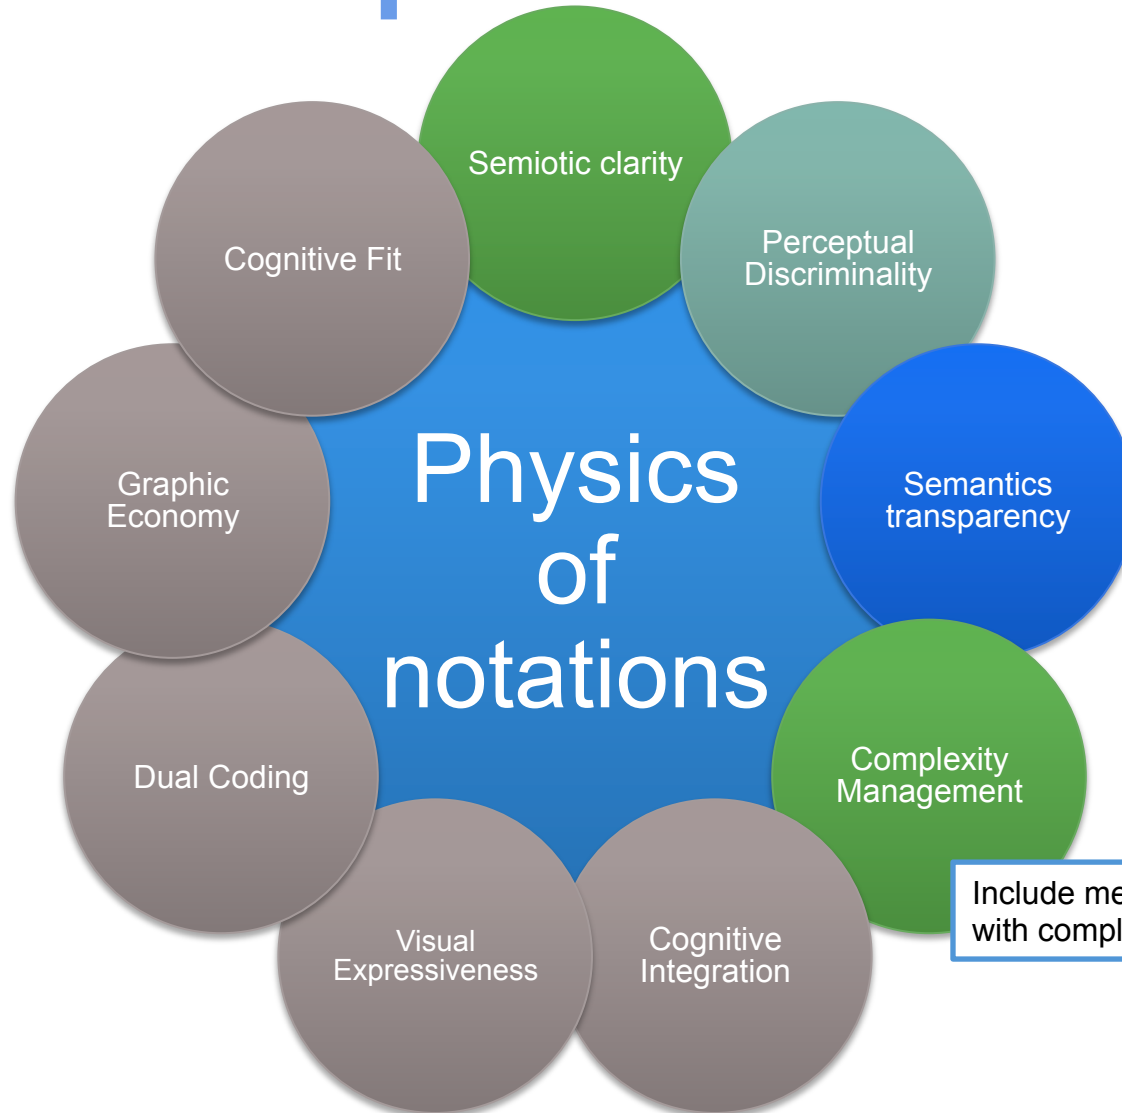 Semiotic clarity
Perceptual
Discriminality
Semantics
transparency
Complexity
Management
Include
with
Cognitive
Integration
Visual
Expressiveness
Dual Coding
Graphic
Economy
Cognitive Fit
Physics
of
notations